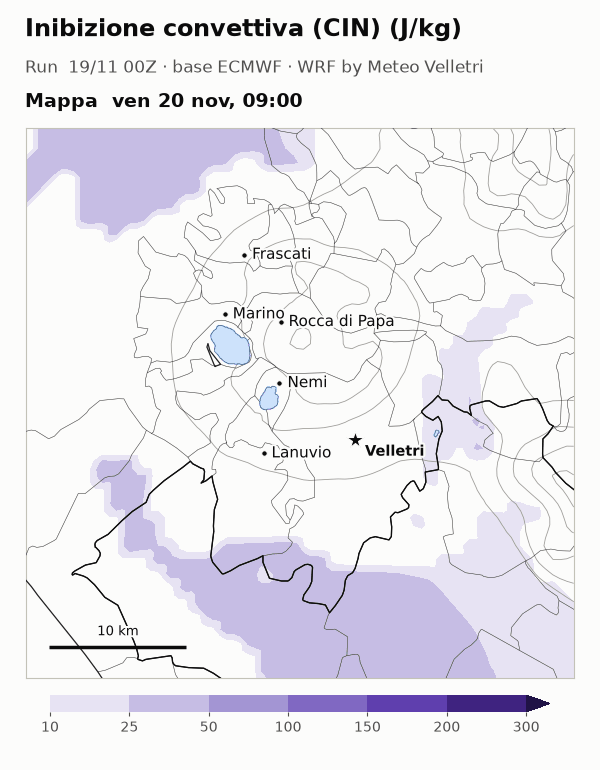 Inibizione convettiva (CIN) (J/kg)
Run  19/11 00Z · base ECMWF · WRF by Meteo Velletri
Mappa  ven 20 nov, 09:00
Frascati
Marino
Rocca di Papa
Nemi
Velletri
Lanuvio
10 km
10 25 50 100 150 200 300